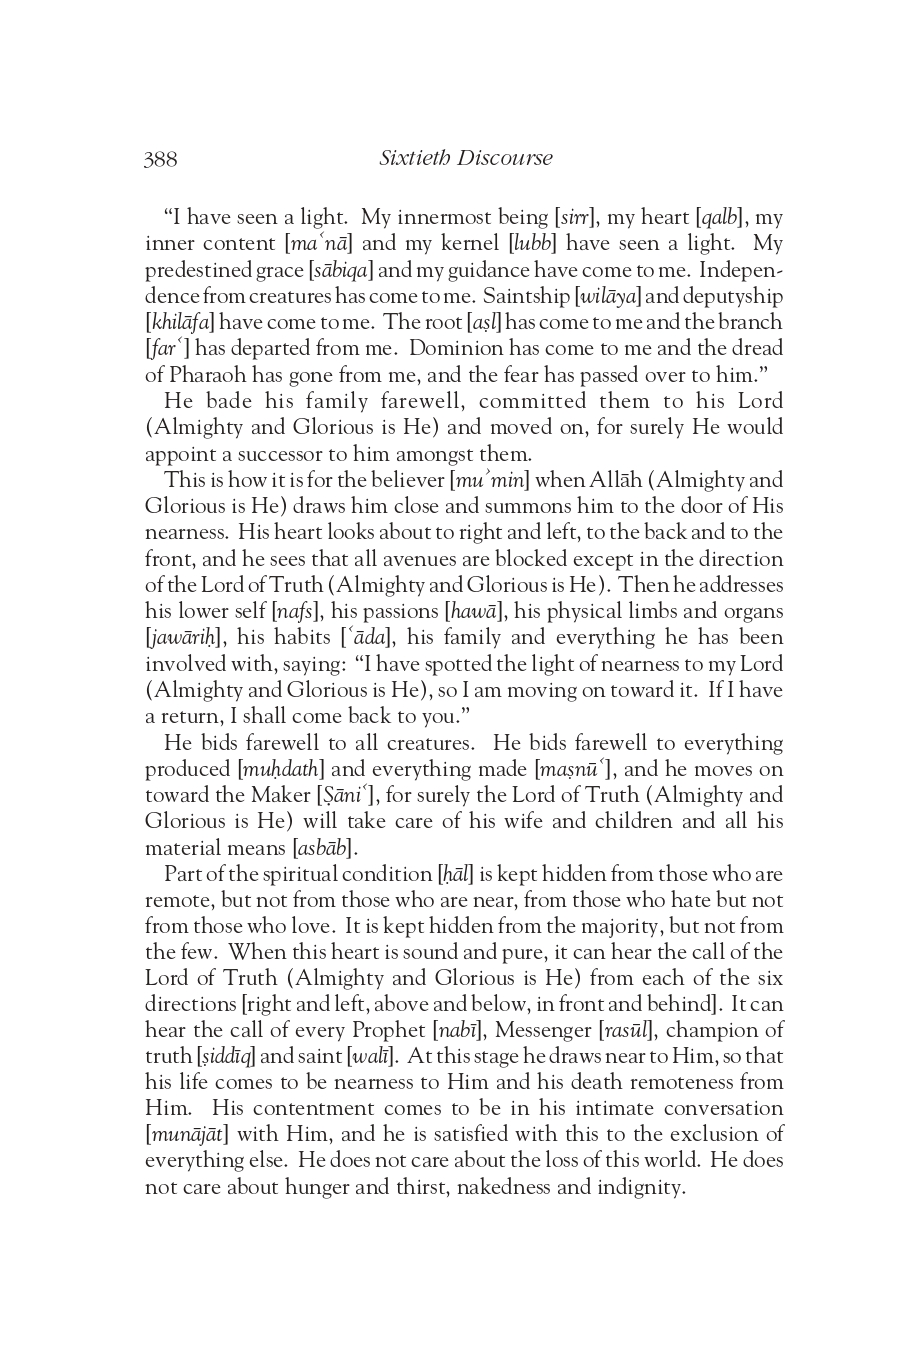 388 Sixtieth Discourse
“I have seen a light. My innermost being [sirr], my heart [qalb], my
inner content [maʿnā] and my kernel [lubb] have seen a light. My
predestined grace [sābiqa] and my guidance have come to me. Indepen-
dence from creatures has come to me. Saintship [wilāya] and deputyship
[khilāfa] have come to me. The root [aṣl] has come to me and the branch
[farʿ] has departed from me. Dominion has come to me and the dread
of Pharaoh has gone from me, and the fear has passed over to him.”
He bade his family farewell, committed them to his Lord
(Almighty and Glorious is He) and moved on, for surely He would
appoint a successor to him amongst them.
This is how it is for the believer [muʾmin] when Allāh (Almighty and
Glorious is He) draws him close and summons him to the door of His
nearness. His heart looks about to right and left, to the back and to the
front, and he sees that all avenues are blocked except in the direction
of the Lord of Truth (Almighty and Glorious is He). Then he addresses
his lower self [nafs], his passions [hawā], his physical limbs and organs
[jawāriḥ], his habits [ʿāda], his family and everything he has been
involved with, saying: “I have spotted the light of nearness to my Lord
(Almighty and Glorious is He), so I am moving on toward it. If I have
a return, I shall come back to you.”
He bids farewell to all creatures. He bids farewell to everything
produced [muḥdath] and everything made [maṣnūʿ], and he moves on
toward the Maker [Ṣāniʿ], for surely the Lord of Truth (Almighty and
Glorious is He) will take care of his wife and children and all his
material means [asbāb].
Part of the spiritual condition [ḥāl] is kept hidden from those who are
remote, but not from those who are near, from those who hate but not
from those who love. It is kept hidden from the majority, but not from
the few. When this heart is sound and pure, it can hear the call of the
Lord of Truth (Almighty and Glorious is He) from each of the six
directions [right and left, above and below, in front and behind]. It can
hear the call of every Prophet [nabī], Messenger [rasūl], champion of
truth [ṣiddīq] and saint [walī]. At this stage he draws near to Him, so that
his life comes to be nearness to Him and his death remoteness from
Him. His contentment comes to be in his intimate conversation
[munājāt] with Him, and he is satisfied with this to the exclusion of
everything else. He does not care about the loss of this world. He does
not care about hunger and thirst, nakedness and indignity.